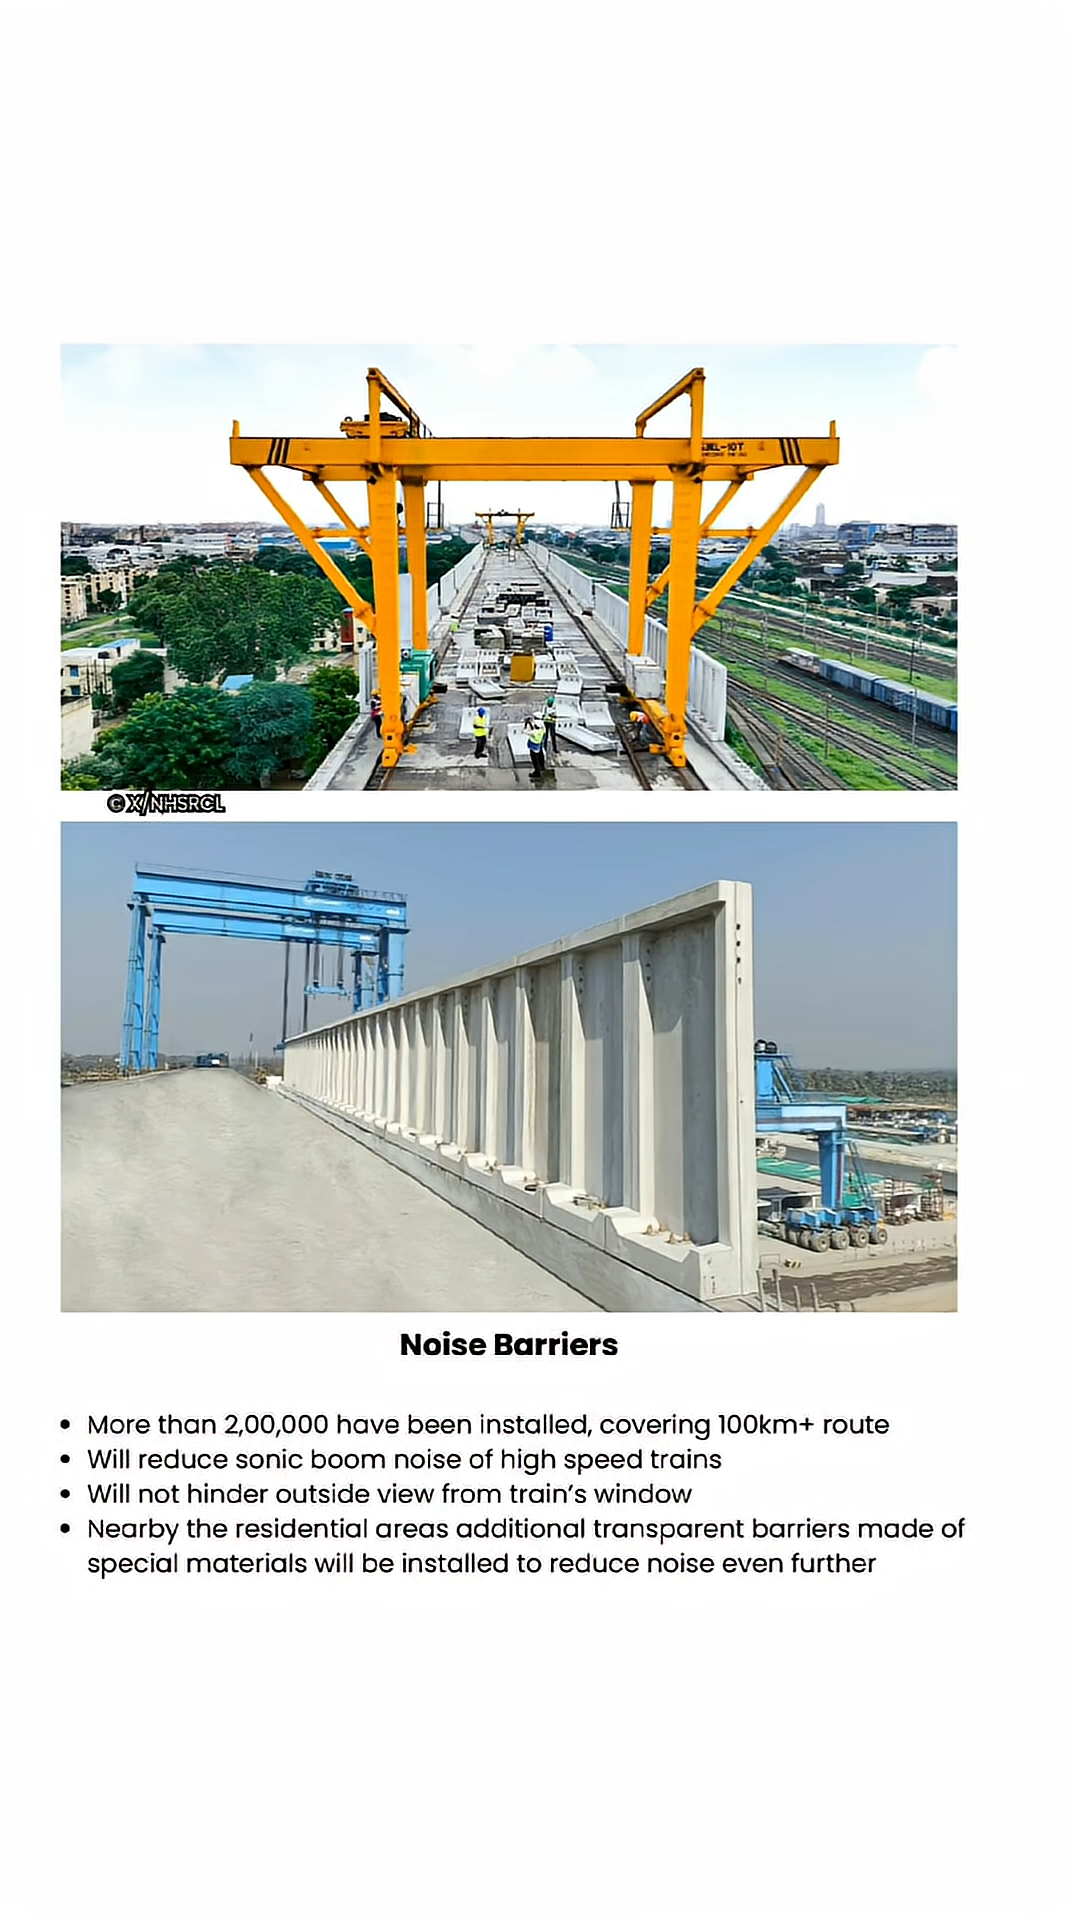 © X/NHSRCL
Noise Barriers
• More than 2,00,000 have been installed, covering 100km+ route
• Will reduce sonic boom noise of high speed trains
• Will not hinder outside view from train's window
• Nearby the residential areas additional transparent barriers made of
special materials will be installed to reduce noise even further